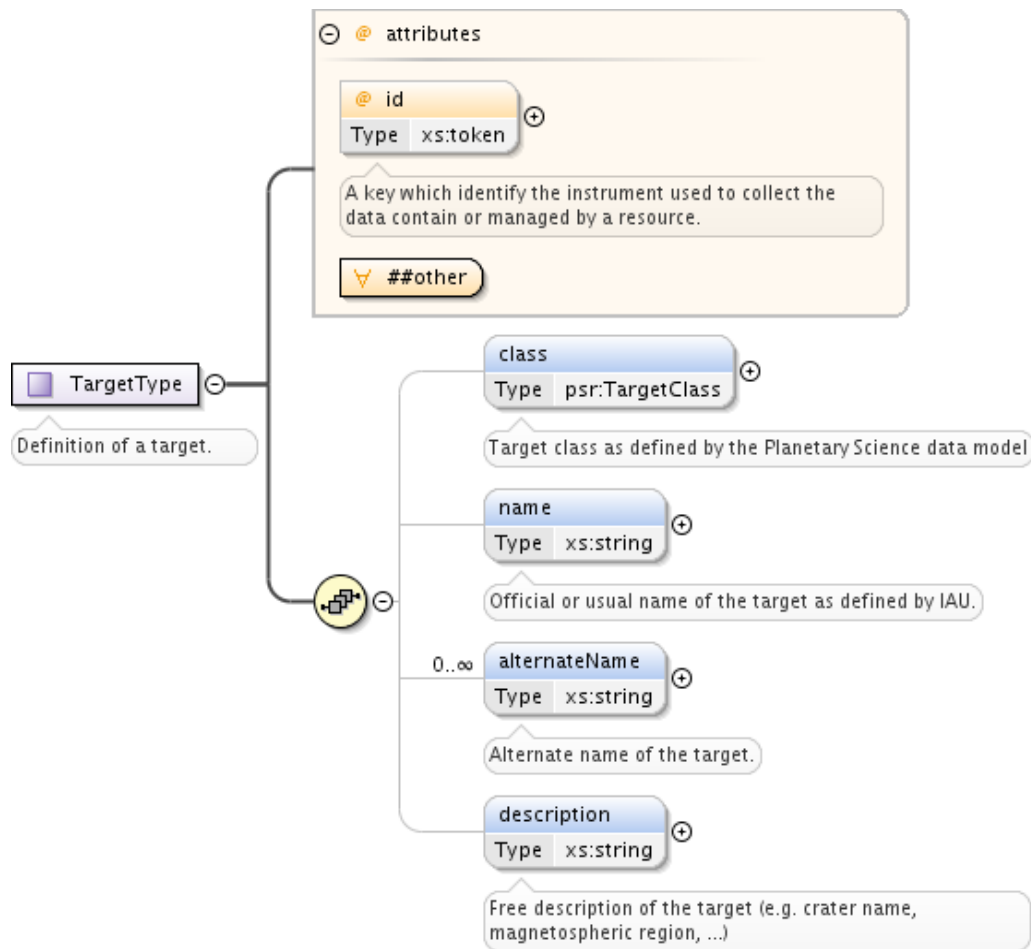 @ attributes
@ id
Type xs:token
A key which identify the instrument used to collect the
data contain or managed by a resource.
∀ ##other
TargetType
Definition of a target.
class
Type psr:TargetClass
Target class as defined by the Planetary Science data model
name
Type xs:string
Official or usual name of the target as defined by IAU.
0..∞
alternateName
Type xs:string
Alternate name of the target.
description
Type xs:string
Free description of the target (e.g. crater name,
magnetospheric region, ...)